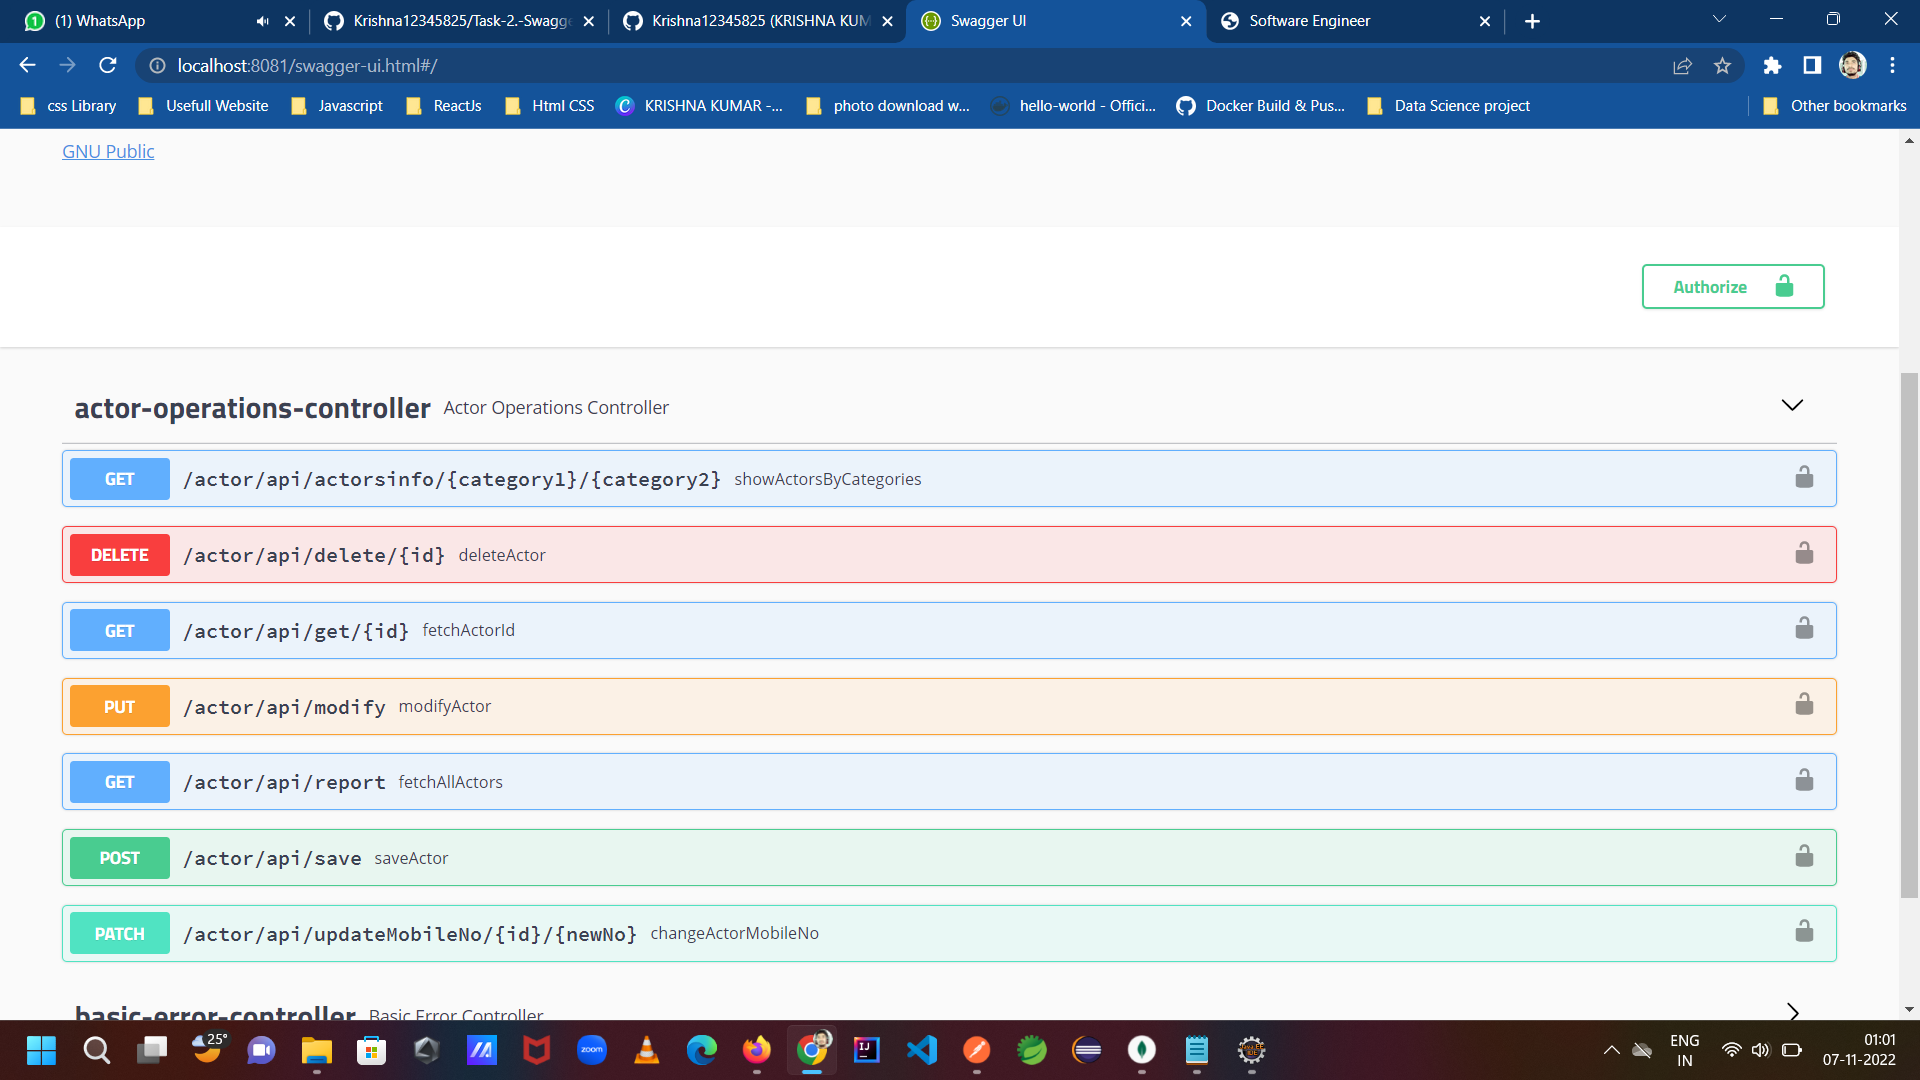 (1) WhatsApp
Krishna12345825/Task-2.-Swagge
Krishna12345825 (KRISHNA KUM
Swagger UI
Software Engineer
localhost:8081/swagger-ui.html#/
css Library
Usefull Website
Javascript
ReactJs
Html CSS
KRISHNA KUMAR -...
photo download w...
hello-world - Offici...
Docker Build & Pus...
Data Science project
Other bookmarks
GNU Public
Authorize
actor-operations-controller Actor Operations Controller
GET /actor/api/actorsinfo/{category1}/{category2} showActorsByCategories
DELETE /actor/api/delete/{id} deleteActor
GET /actor/api/get/{id} fetchActorId
PUT /actor/api/modify modifyActor
GET /actor/api/report fetchAllActors
POST /actor/api/save saveActor
PATCH /actor/api/updateMobileNo/{id}/{newNo} changeActorMobileNo
basic-error-controller Basic Error Controller
25°
zoom
IJ
ENG
IN
01:01
07-11-2022